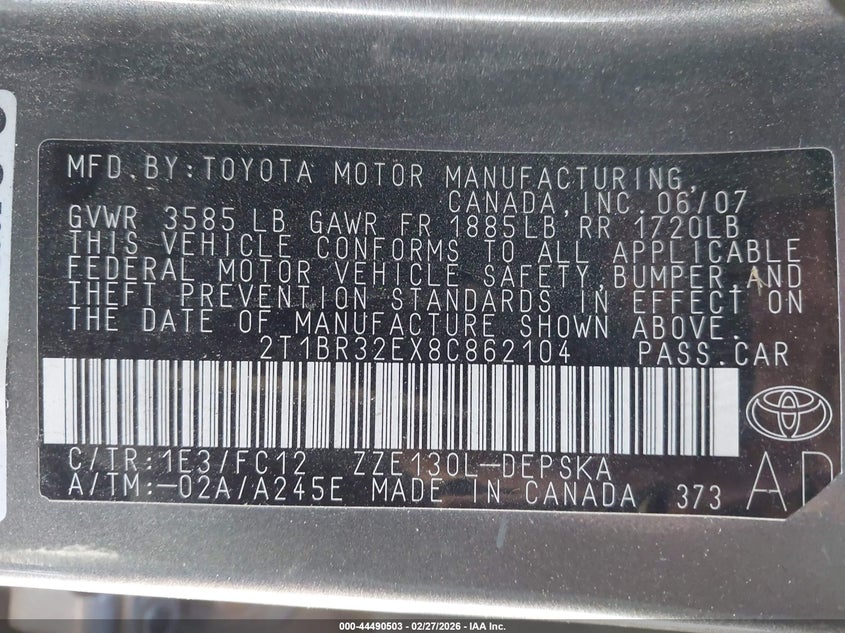 MFD.BY:TOYOTA MOTOR MANUFACTURING,
CANADA,INC. 06/07
GVWR 3585 LB GAWR FR 1885LB RR 1720LB
THIS VEHICLE CONFORMS TO ALL APPLICABLE
FEDERAL MOTOR VEHICLE SAFETY,BUMPER,AND
THEFT PREVENTION STANDARDS IN EFFECT ON
THE DATE OF MANUFACTURE SHOWN ABOVE.
2T1BR32EX8C862104 PASS.CAR
C/TR:1E3/FC12 ZZE130L-DEPSKA
A/TM:-02A/A245E MADE IN CANADA 373
AD
000-44490503 - 02/27/2026 - IAA Inc.